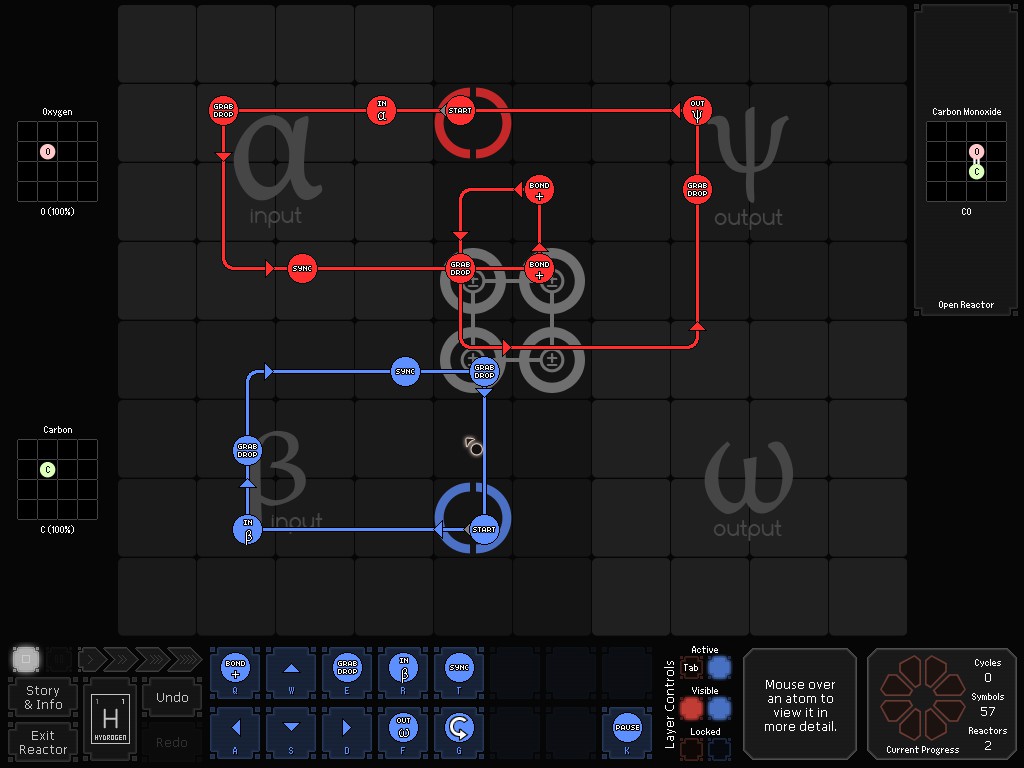 Oxygen
O
O (100%)
Carbon
C
C (100%)
GRAB
DROP
IN
α
START
OUT
Ψ
α
input
ψ
output
BOND
+
GRAB
DROP
SYNC
GRAB
DROP
BOND
+
SYNC
GRAB
DROP
GRAB
DROP
β
input
IN
β
START
ω
output
Carbon Monoxide
O
C
CO
Open Reactor
Story
& Info
Exit
Reactor
1 1
H
HYDROGEN
Undo
Redo
BOND
+
Q
W
GRAB
DROP
E
IN
β
R
SYNC
T
A
S
D
OUT
ω
F
G
PAUSE
K
Layer Controls
Active
Tab
Visible
Locked
Mouse over
an atom to
view it in
more detail.
Cycles
0
Symbols
57
Reactors
2
Current Progress